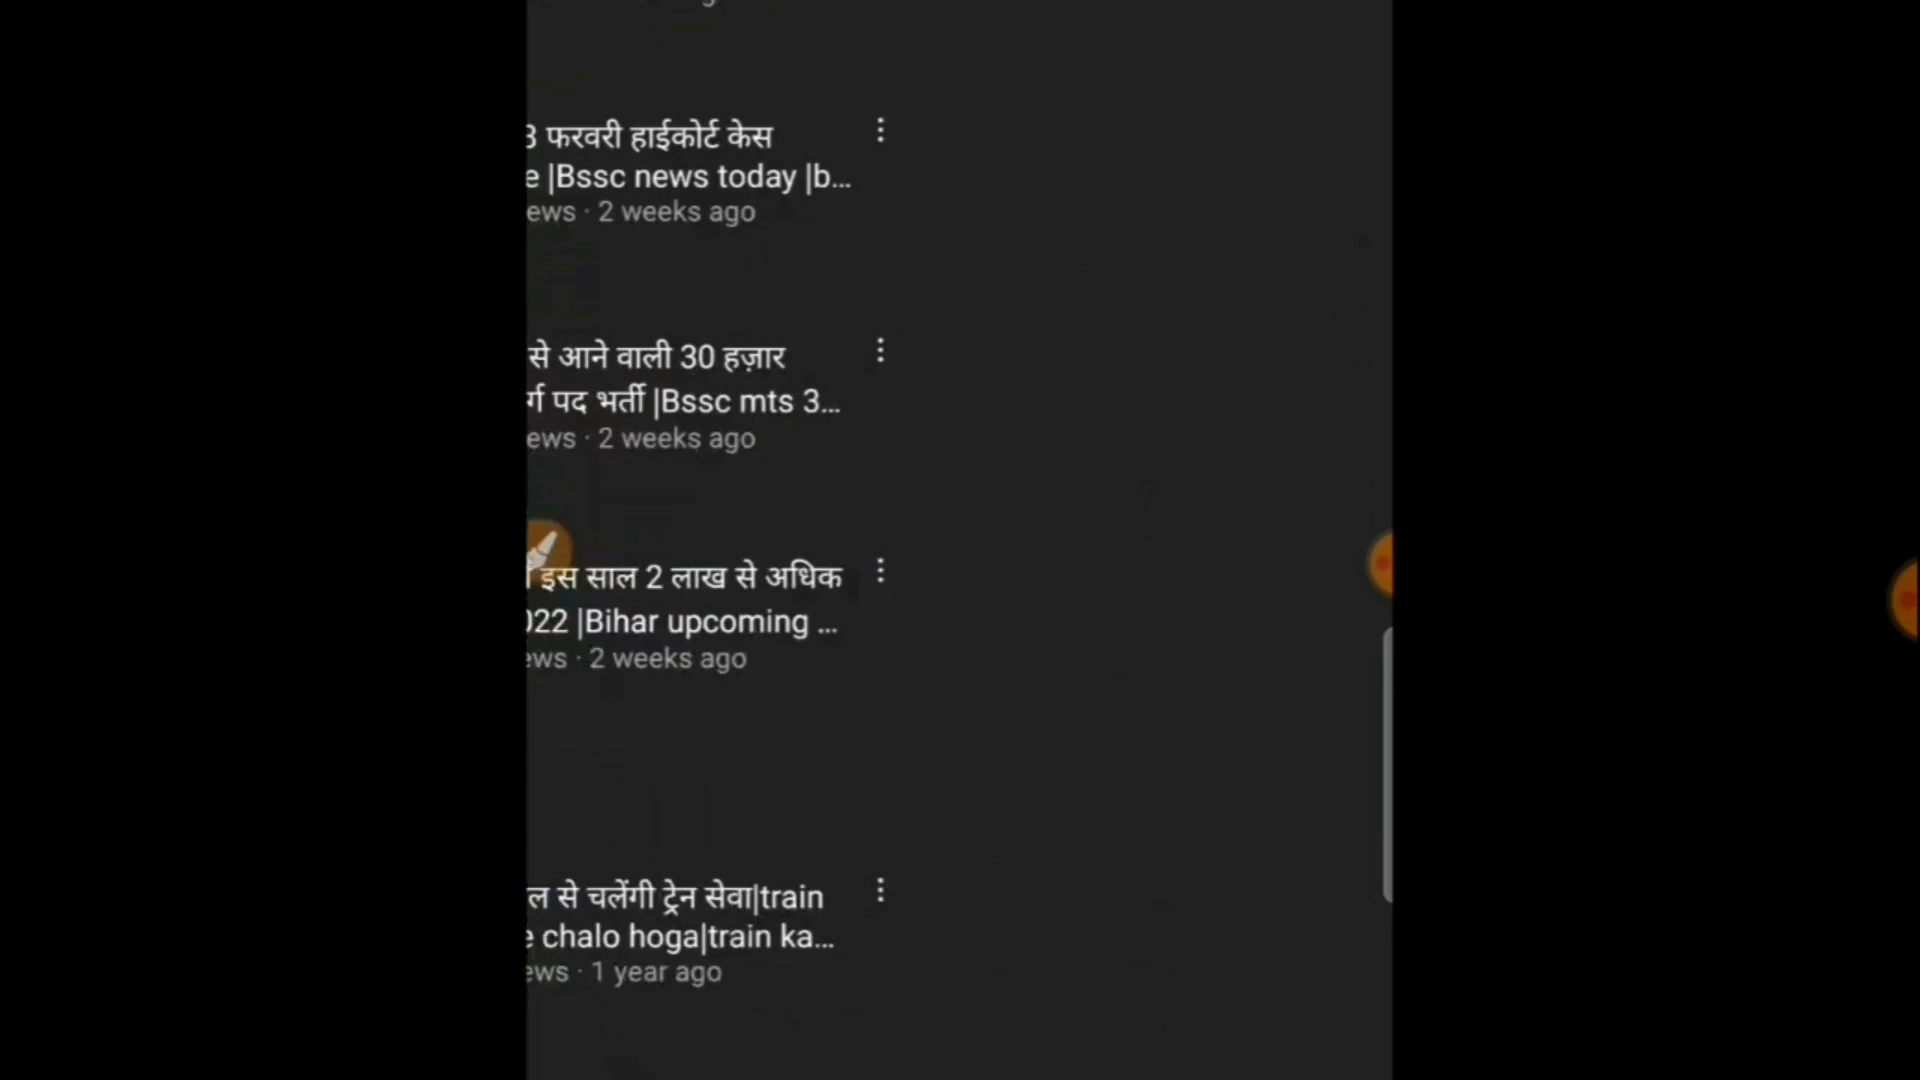 3 फरवरी हाईकोर्ट केस
e |Bssc news today |b...
ews · 2 weeks ago
से आने वाली 30 हज़ार
र्ग पद भर्ती |Bssc mts 3...
ews · 2 weeks ago
इस साल 2 लाख से अधिक
022 |Bihar upcoming ...
ews · 2 weeks ago
ल से चलेंगी ट्रेन सेवा|train
e chalo hoga|train ka...
ews · 1 year ago